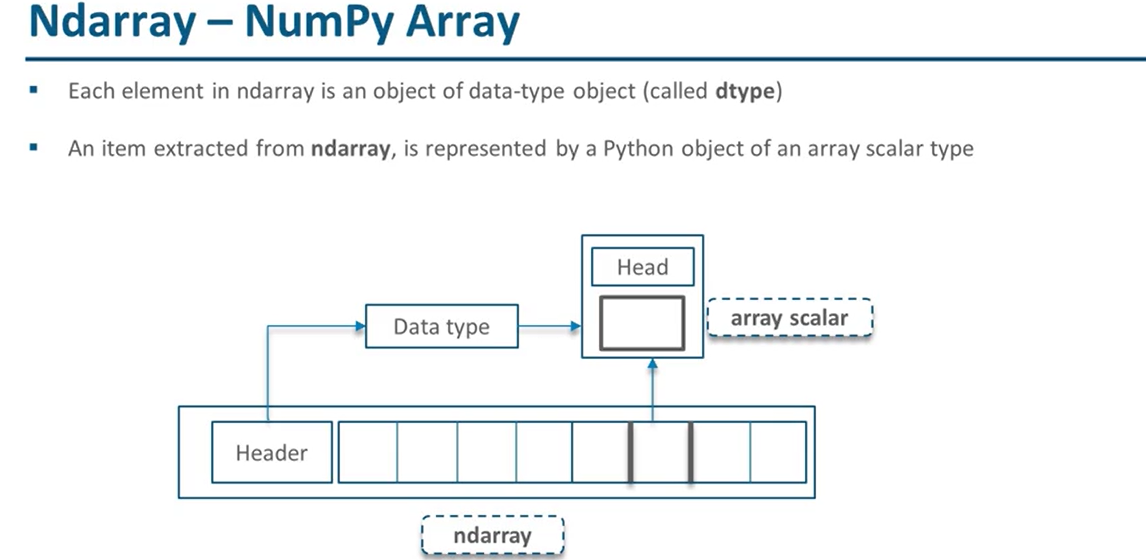 Ndarray – NumPy Array
▪ Each element in ndarray is an object of data-type object (called dtype)
▪ An item extracted from ndarray, is represented by a Python object of an array scalar type
Head
Data type
array scalar
Header
ndarray